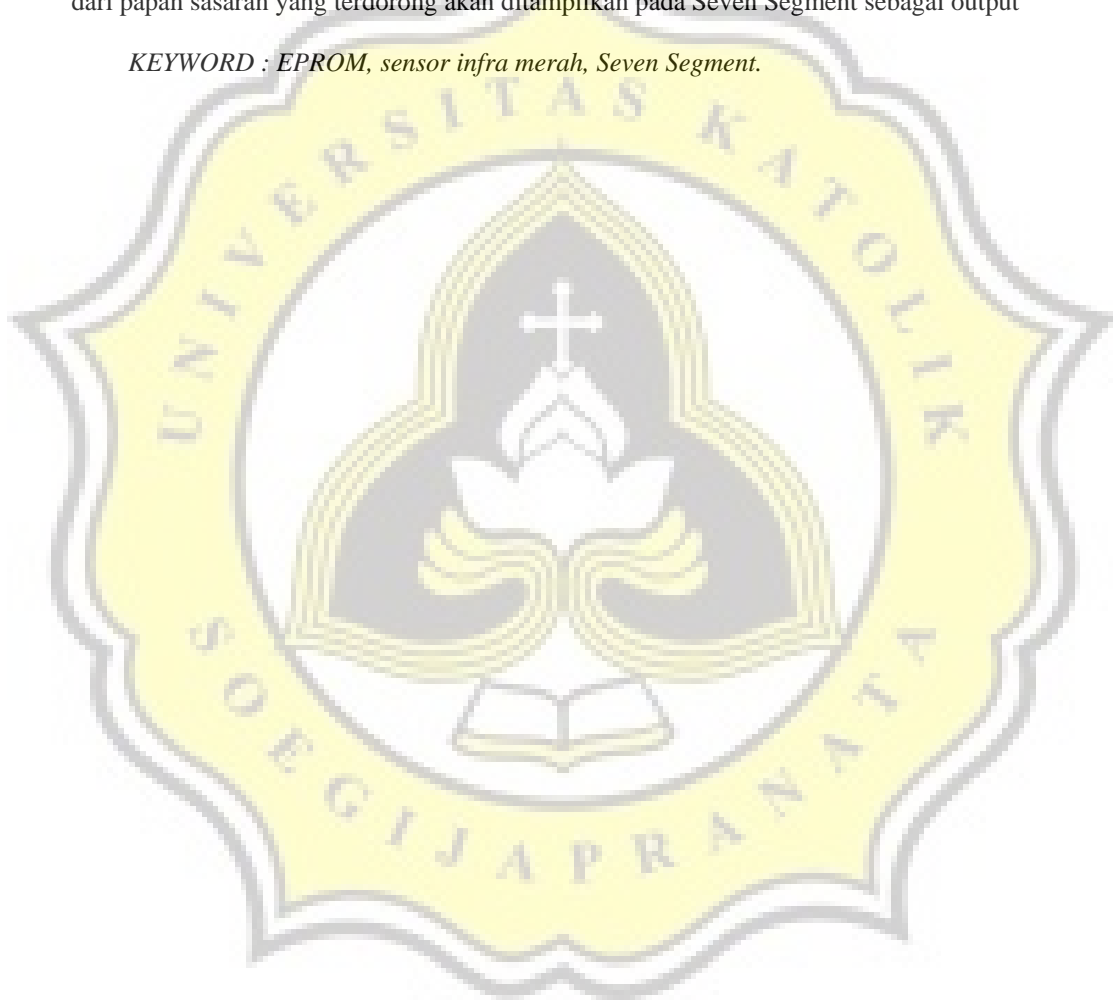 dari papan sasaran yang terdorong akan ditampilkan pada Seven Segment sebagai output
KEYWORD : EPROM, sensor infra merah, Seven Segment.
UNIVERSITAS KATOLIK
SOEGIJAPRANATA